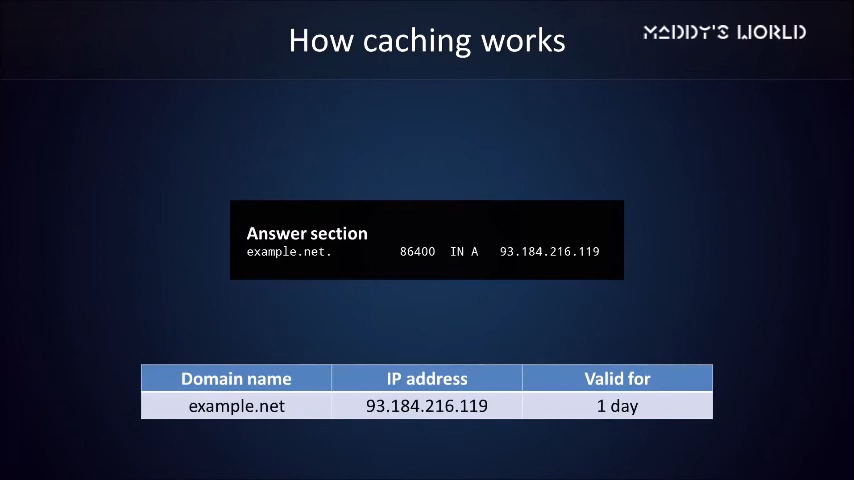 How caching works
MADDY'S WORLD
Answer section
example.net. 86400 IN A 93.184.216.119
Domain name IP address Valid for
example.net 93.184.216.119 1 day